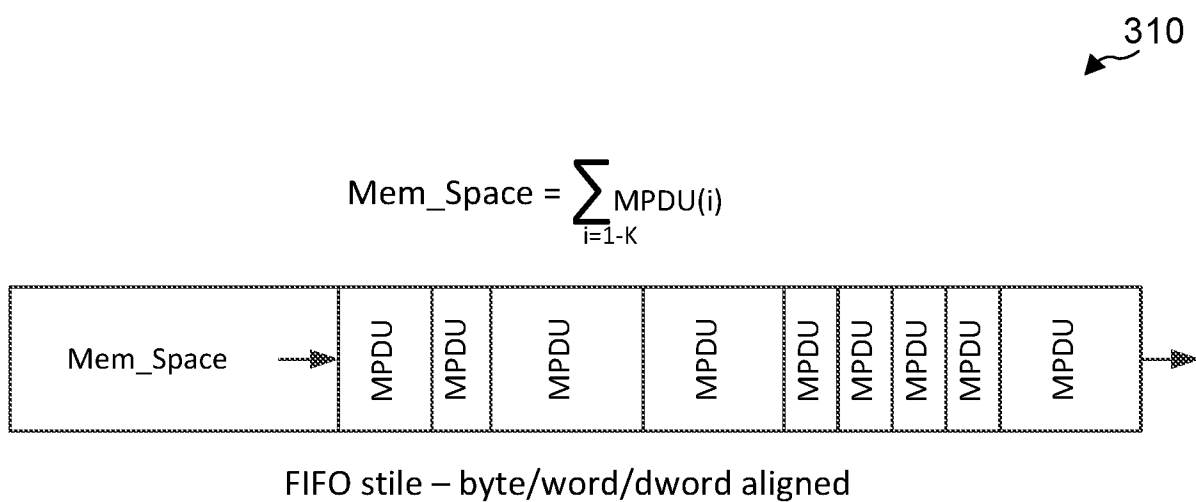 310
Mem_Space = ∑ MPDU(i)
i=1-K
Mem_Space MPDU MPDU MPDU MPDU MPDU MPDU MPDU MPDU MPDU
FIFO stile – byte/word/dword aligned